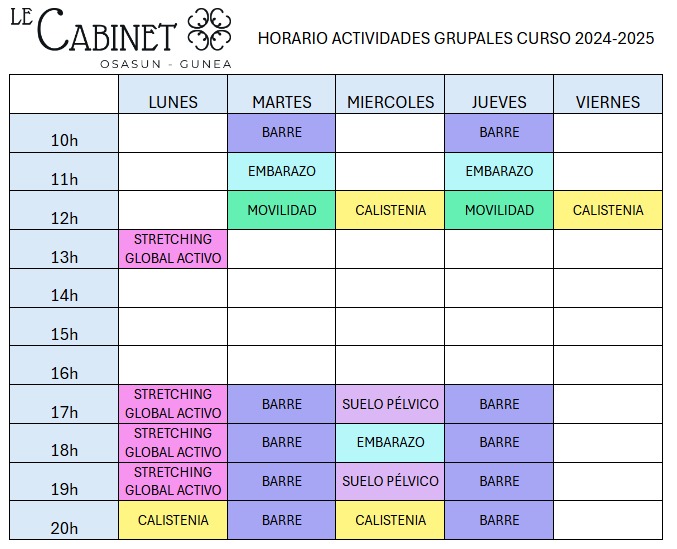 LE CABINET
OSASUN - GUNEA
HORARIO ACTIVIDADES GRUPALES CURSO 2024-2025
LUNES MARTES MIERCOLES JUEVES VIERNES
10h BARRE BARRE
11h EMBARAZO EMBARAZO
12h MOVILIDAD CALISTENIA MOVILIDAD CALISTENIA
13h STRETCHING GLOBAL ACTIVO
14h
15h
16h
17h STRETCHING GLOBAL ACTIVO BARRE SUELO PÉLVICO BARRE
18h STRETCHING GLOBAL ACTIVO BARRE EMBARAZO BARRE
19h STRETCHING GLOBAL ACTIVO BARRE SUELO PÉLVICO BARRE
20h CALISTENIA BARRE CALISTENIA BARRE